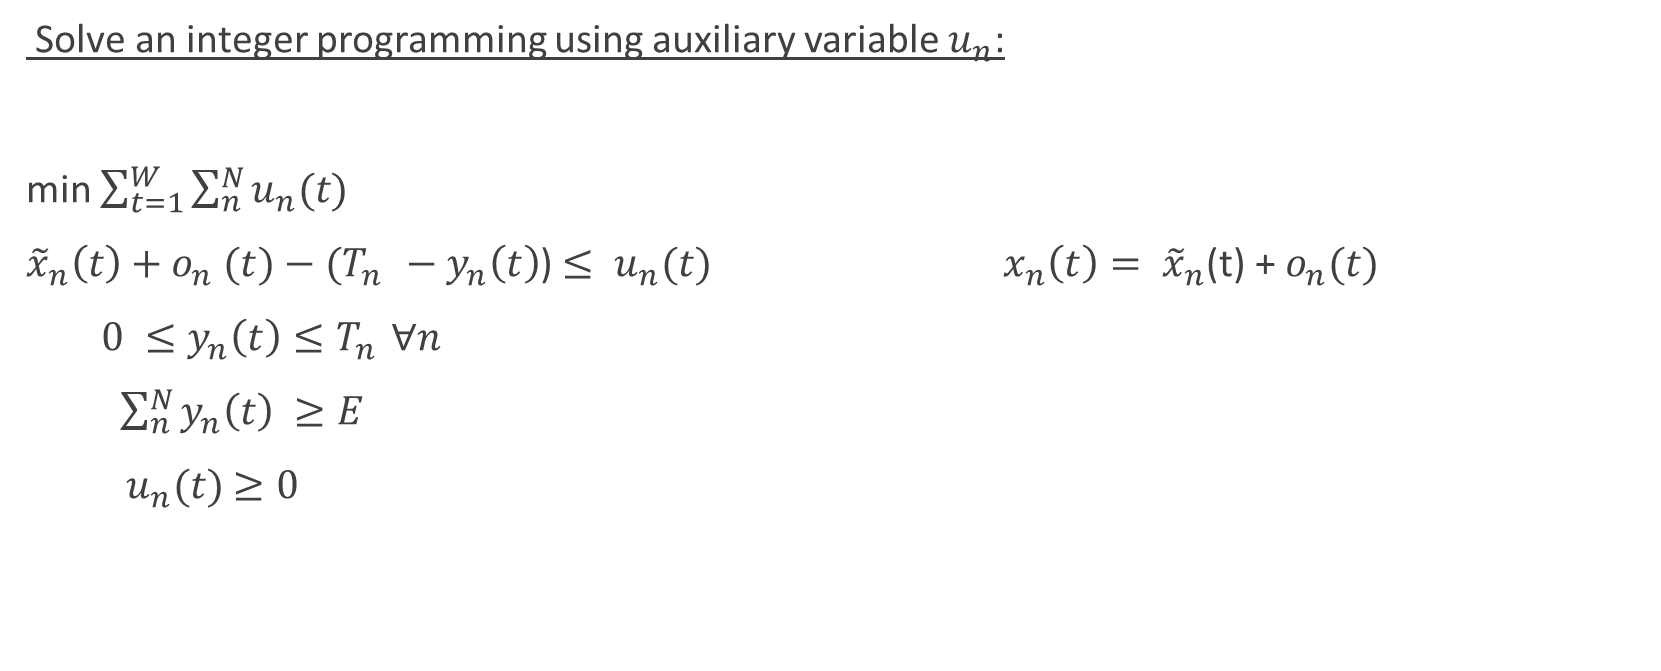 Solve an integer programming using auxiliary variable uₙ:
min ∑ᵂₜ₌₁ ∑ᴺₙ uₙ(t)
x̃ₙ(t) + oₙ (t) − (Tₙ − yₙ(t)) ≤ uₙ(t) xₙ(t) = x̃ₙ(t) + oₙ(t)
0 ≤ yₙ(t) ≤ Tₙ ∀n
∑ᴺₙ yₙ(t) ≥ E
uₙ(t) ≥ 0